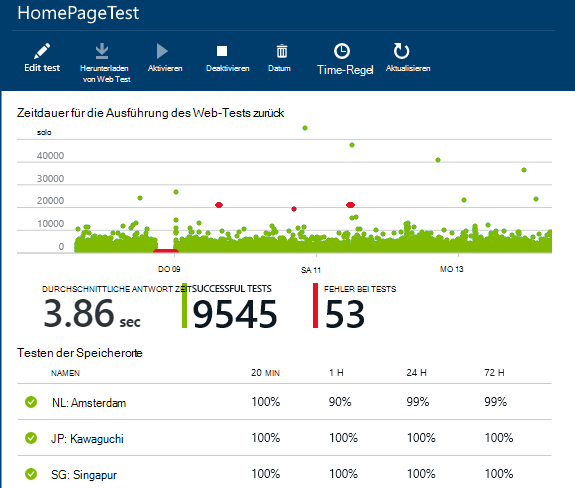 HomePageTest
Edit test
Herunterladen von Web Test
Aktivieren
Deaktivieren
Datum
Time-Regel
Aktualisieren
Zeitdauer für die Ausführung des Web-Tests zurück
solo
40000
30000
20000
10000
0
DO 09 SA 11 MO 13
DURCHSCHNITTLICHE ANTWORT ZEIT SUCCESSFUL TESTS FEHLER BEI TESTS
3.86 sec 9545 53
Testen der Speicherorte
NAMEN 20 MIN 1 H 24 H 72 H
NL: Amsterdam 100% 90% 99% 99%
JP: Kawaguchi 100% 100% 100% 100%
SG: Singapur 100% 100% 100% 100%